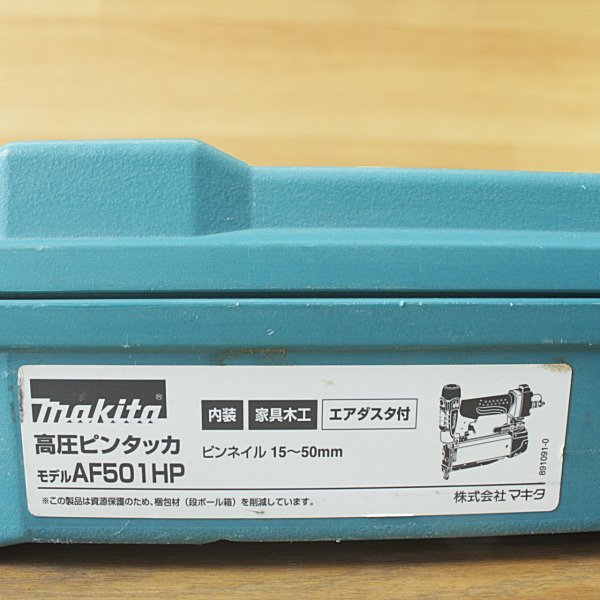 makita®
高圧ピンタッカ
モデルAF501HP
内装 家具木工 エアダスタ付
ピンネイル 15〜50mm
891091-0
株式会社マキタ
※この製品は資源保護のため、梱包材（段ボール箱）を削減しています。